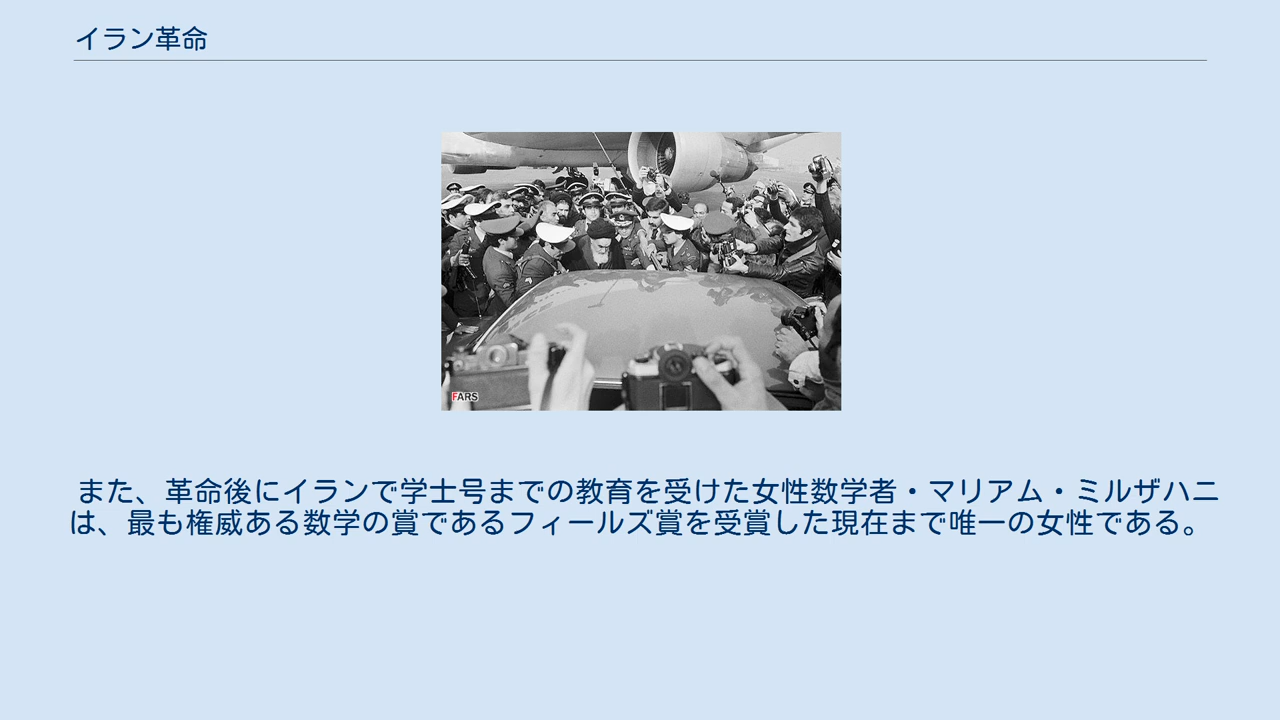 イラン革命
FARS
また、革命後にイランで学士号までの教育を受けた女性数学者・マリアム・ミルザハニ
は、最も権威ある数学の賞であるフィールズ賞を受賞した現在まで唯一の女性である。